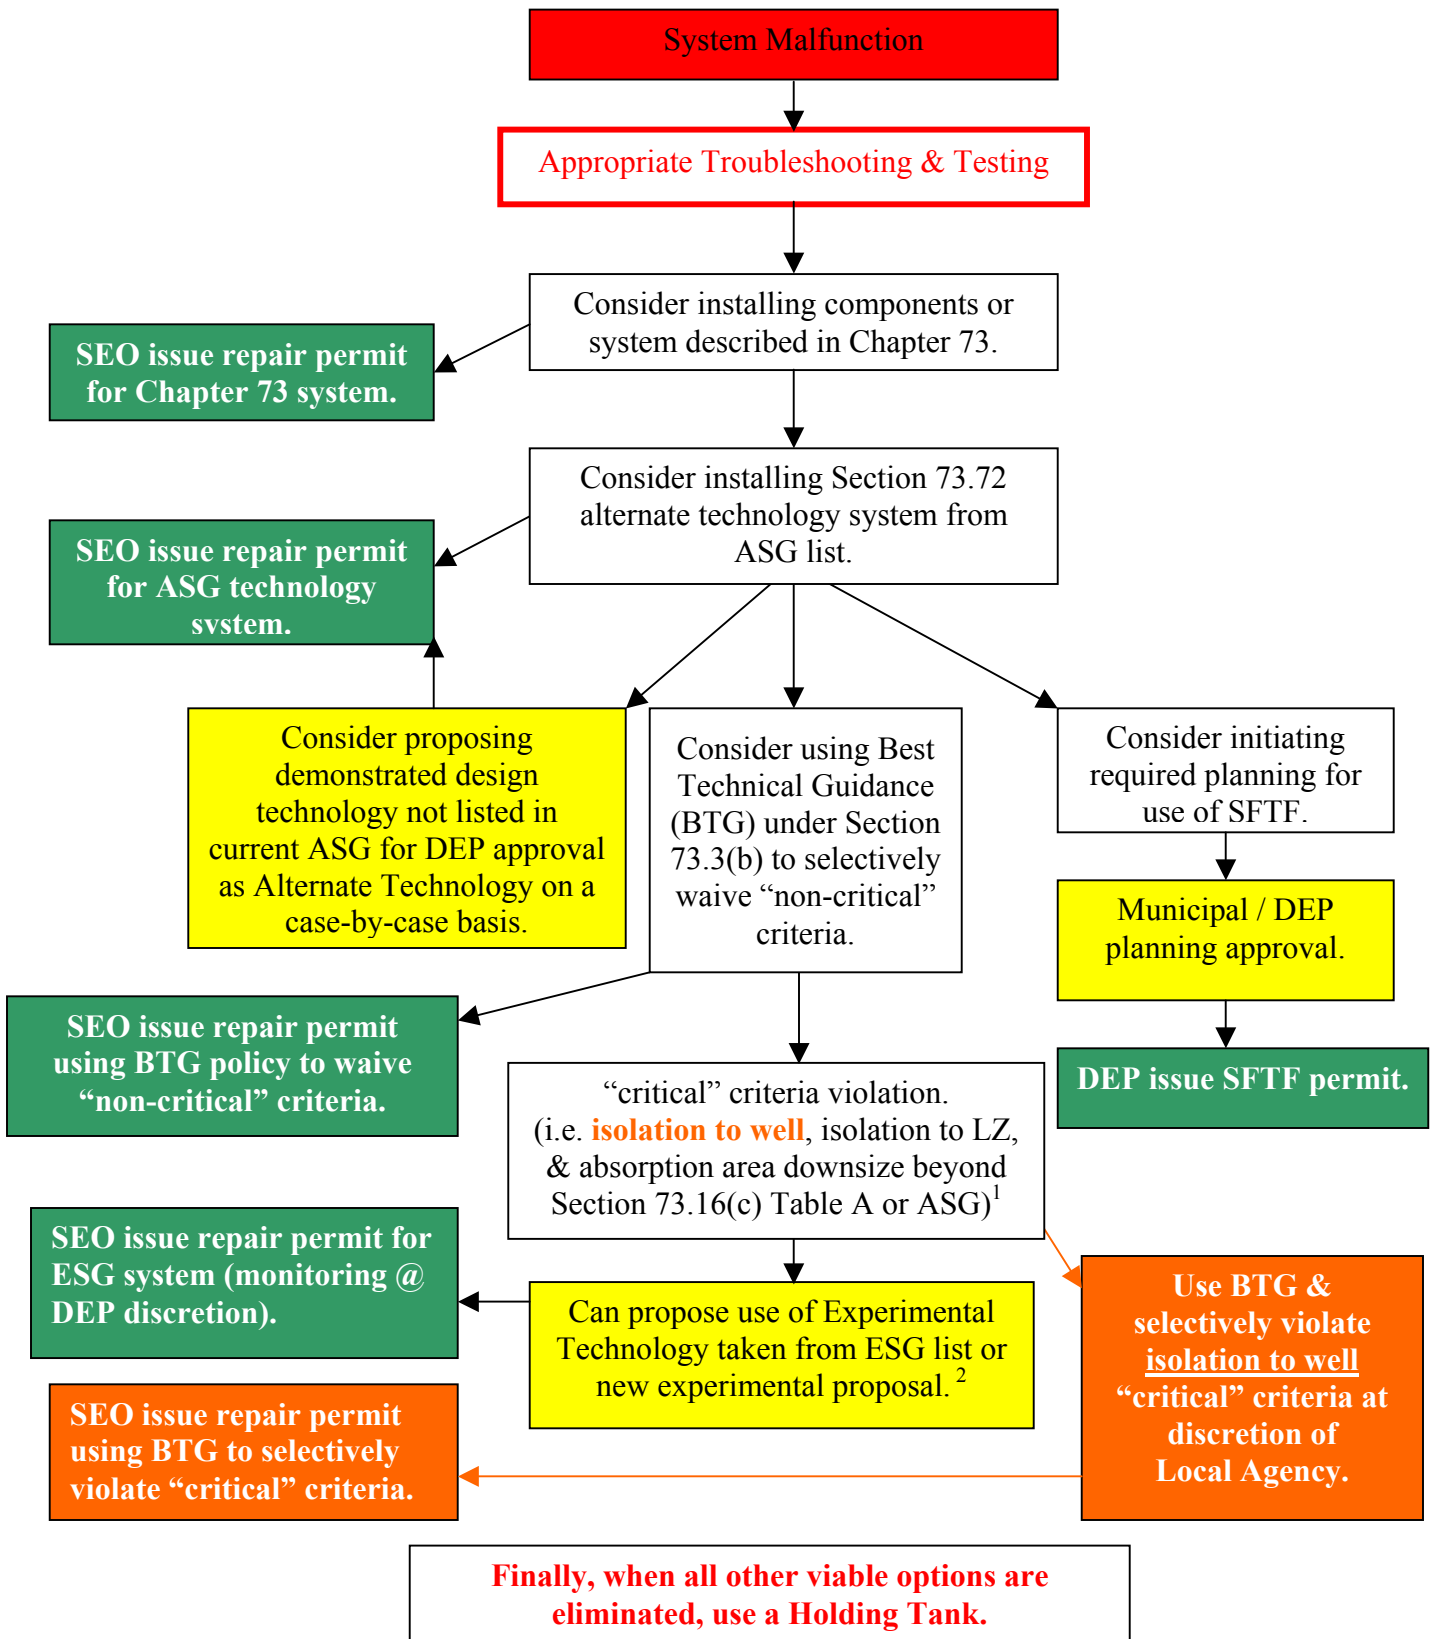 System Malfunction
Appropriate Troubleshooting & Testing
Consider installing components or
system described in Chapter 73.
SEO issue repair permit
for Chapter 73 system.
Consider installing Section 73.72
alternate technology system from
ASG list.
SEO issue repair permit
for ASG technology
system.
Consider proposing
demonstrated design
technology not listed in
current ASG for DEP approval
as Alternate Technology on a
case-by-case basis.
Consider using Best
Technical Guidance
(BTG) under Section
73.3(b) to selectively
waive “non-critical”
criteria.
Consider initiating
required planning for
use of SFTF.
Municipal / DEP
planning approval.
SEO issue repair permit
using BTG policy to waive
“non-critical” criteria.
DEP issue SFTF permit.
“critical” criteria violation.
(i.e. isolation to well, isolation to LZ,
& absorption area downsize beyond
Section 73.16(c) Table A or ASG)1
SEO issue repair permit for
ESG system (monitoring @
DEP discretion).
Can propose use of Experimental
Technology taken from ESG list or
new experimental proposal. 2
Use BTG &
selectively violate
isolation to well
“critical” criteria at
discretion of
Local Agency.
SEO issue repair permit
using BTG to selectively
violate “critical” criteria.
Finally, when all other viable options are
eliminated, use a Holding Tank.